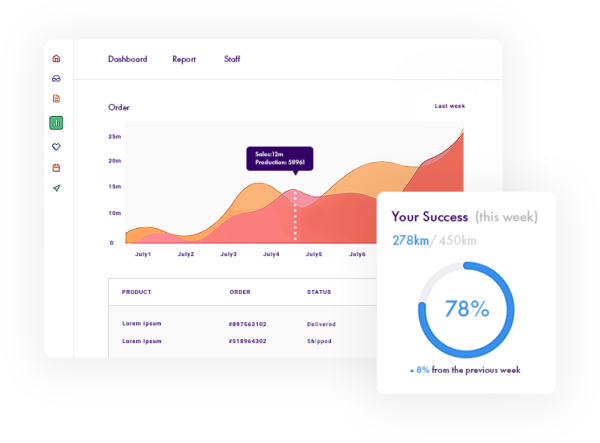 Dashboard Report Staff
Order
Last week
25m
20m
15m
10m
0
Sales:12m
Production: 58961
July1 July2 July3 July4 July5 July6
PRODUCT ORDER STATUS
Lorem Ipsum #897563102 Delivered
Lorem Ipsum #518964302 Shipped
Your Success (this week)
278km/ 450km
78%
▲ 8% from the previous week